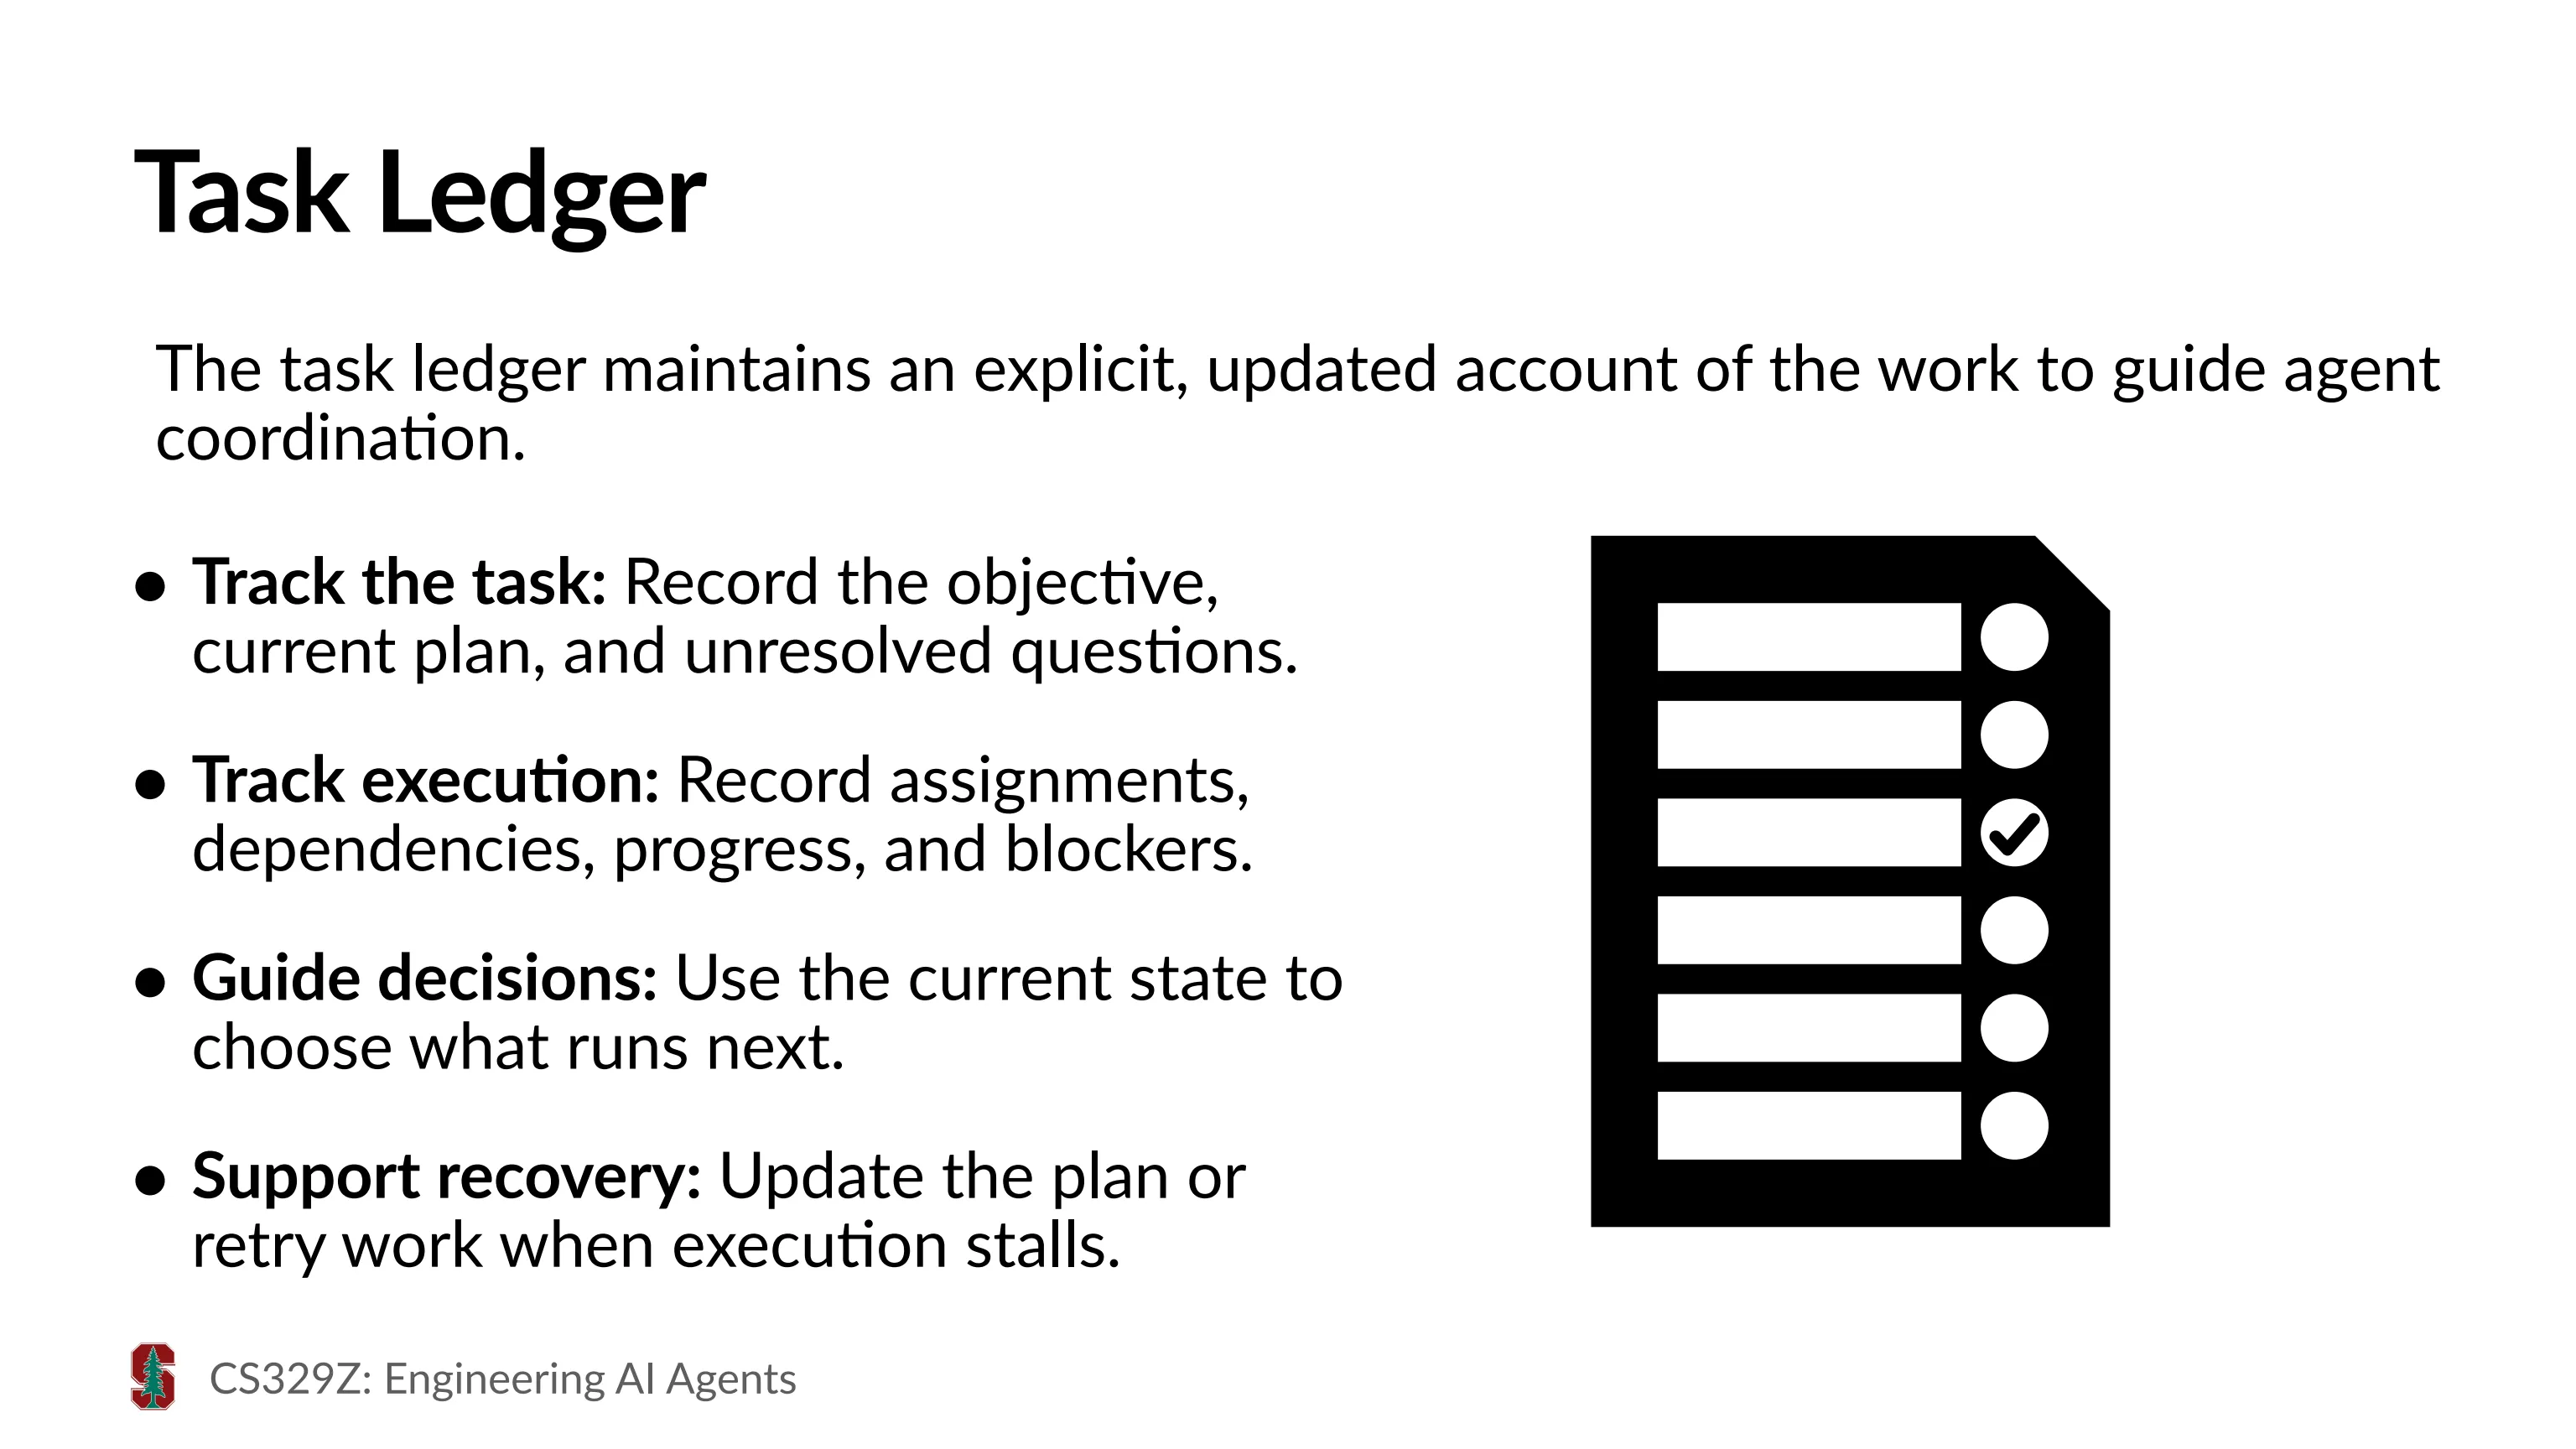 Task Ledger
The task ledger maintains an explicit, updated account of the work to guide agent
coordination.
● Track the task: Record the objective,
current plan, and unresolved questions.
● Track execution: Record assignments,
dependencies, progress, and blockers.
● Guide decisions: Use the current state to
choose what runs next.
● Support recovery: Update the plan or
retry work when execution stalls.
CS329Z: Engineering AI Agents